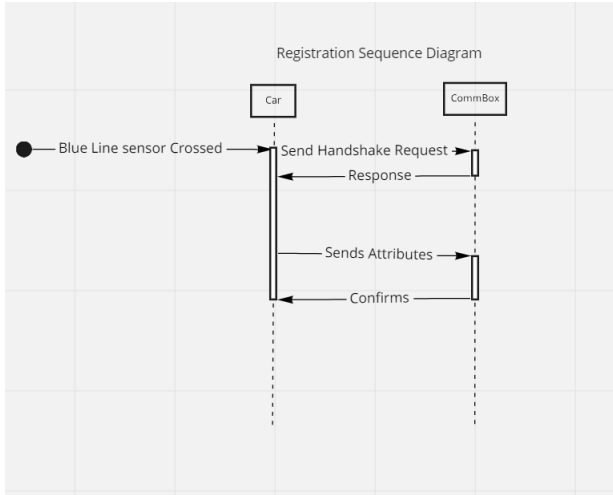 Registration Sequence Diagram
Car
CommBox
Blue Line sensor Crossed
Send Handshake Request
Response
Sends Attributes
Confirms